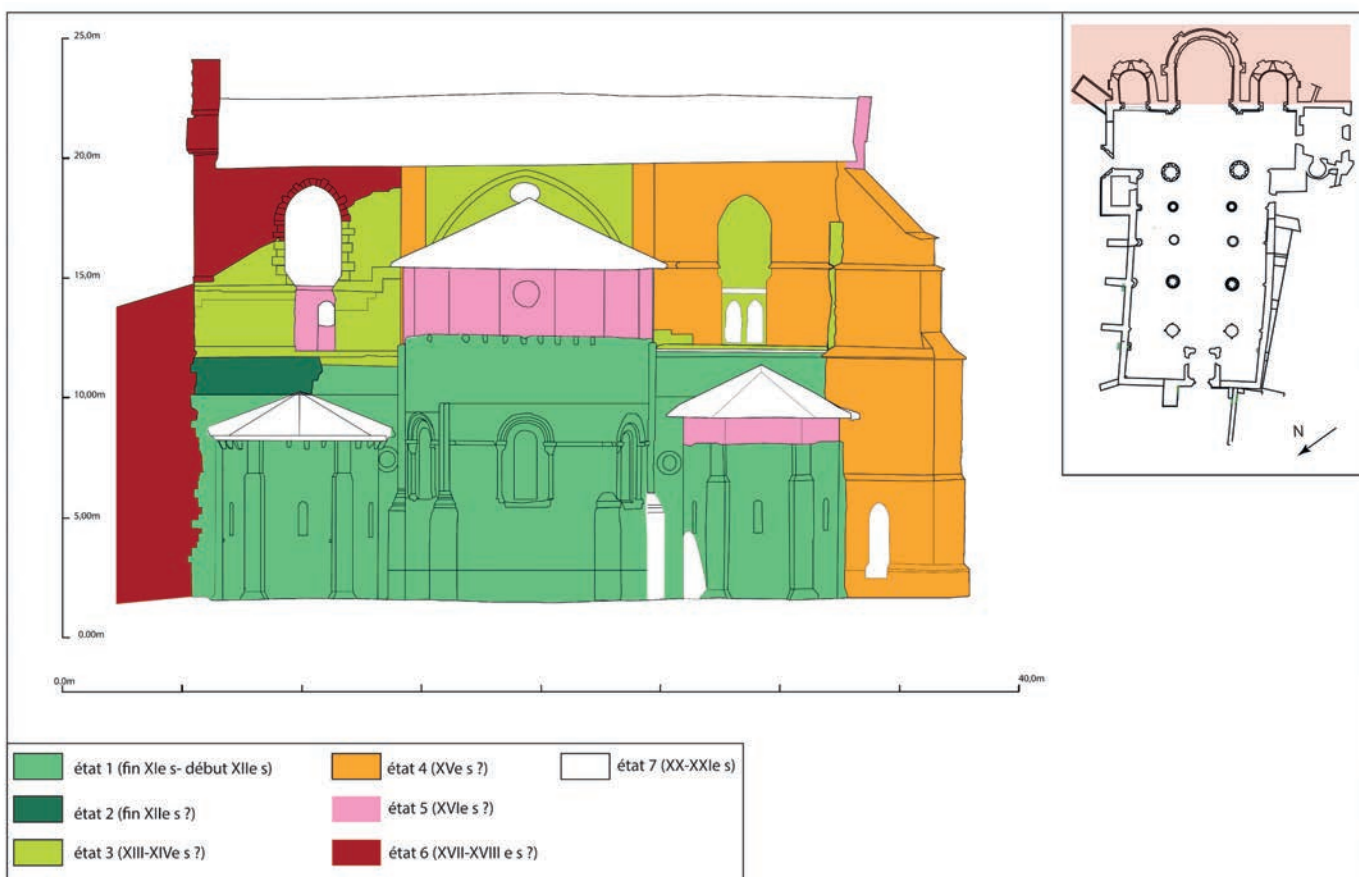 25,0m
20,0m
15,0m
10,00m
5,00m
0.00m
0,0m
40,0m
N
état 1 (fin XIe s- début XIIe s)
état 2 (fin XIIe s ?)
état 3 (XIII-XIVe s ?)
état 4 (XVe s ?)
état 5 (XVIe s ?)
état 6 (XVII-XVIII e s ?)
état 7 (XX-XXIe s)